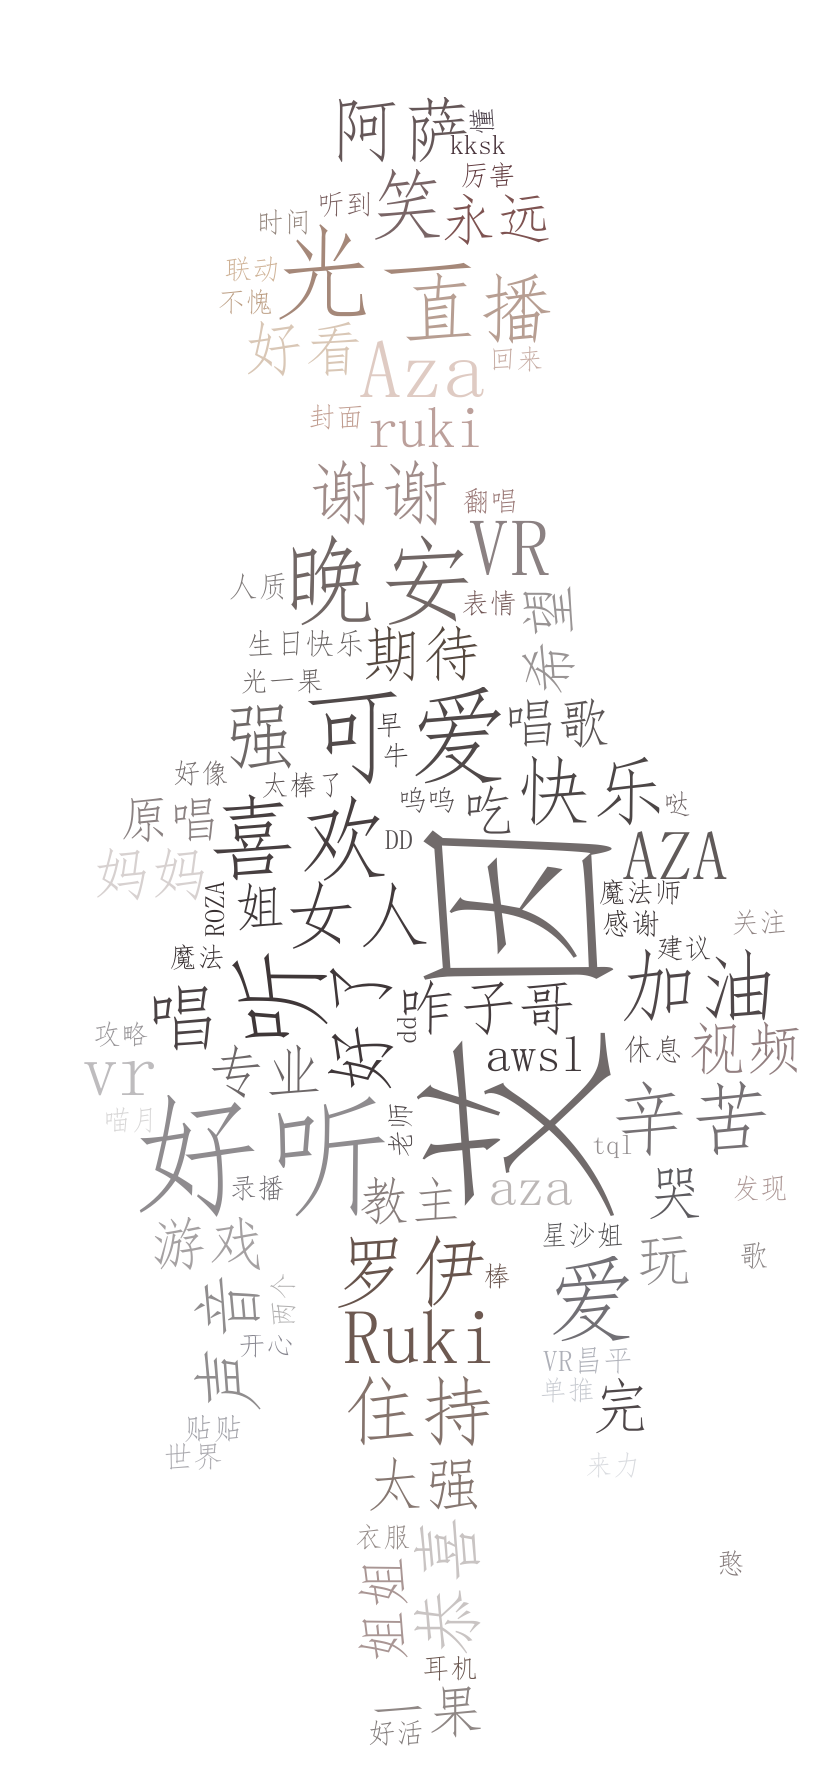 阿萨
懂
kksk
厉害
笑
听到
永远
时间
光一
联动
不愧
直播
好看
Aza
回来
封面
ruki
谢谢
翻唱
VR
晚安
人质
表情
希望
生日快乐
期待
光一果
强
可爱
早
牛
唱歌
好像
太棒了
呜呜
吃
快乐
哒
原唱
喜欢
DD
AZA
妈妈
女人
姐
ROZA
魔法师
感谢
关注
建议
魔法
听
好了
唱
咋子哥
dd
加油
攻略
专业
awsl
休息
视频
vr
喵月
好听
老师
辛苦
tql
录播
教主
aza
哭
发现
游戏
罗伊
星沙姐
玩
歌
棒
爱
声音
两个
开心
Ruki
VR昌平
单推
完
住持
贴贴
世界
太强
来力
衣服
恭喜
姐姐
憨
耳机
一果
好活